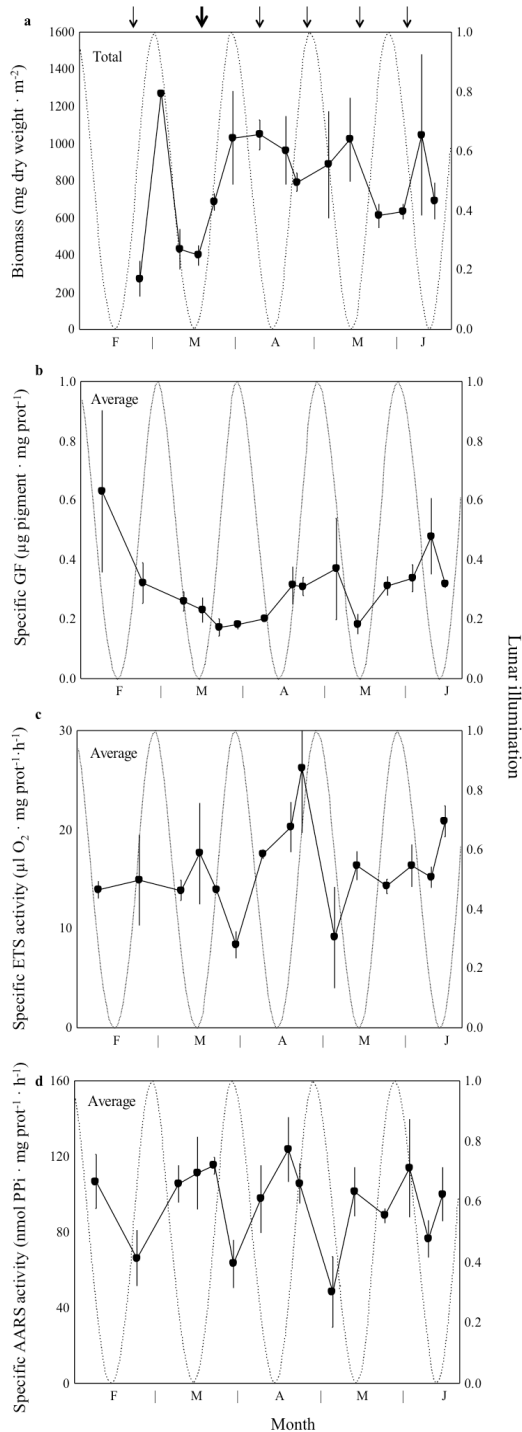 a
Total
Biomass (mg dry weight · m-2)
1600
1400
1200
1000
800
600
400
200
0
1.0
0.8
0.6
0.4
0.2
0.0
F | M | A | M | J
b
Average
Specific GF (µg pigment · mg prot-1)
1.0
0.8
0.6
0.4
0.2
0.0
1.0
0.8
0.6
0.4
0.2
0.0
F | M | A | M | J
Lunar illumination
c
Average
Specific ETS activity (µl O2 · mg prot-1·h-1)
30
20
10
0
1.0
0.8
0.6
0.4
0.2
0.0
F | M | A | M | J
d
Average
Specific AARS activity (nmol PPi · mg prot-1 · h-1)
160
120
80
40
0
1.0
0.8
0.6
0.4
0.2
0.0
F | M | A | M | J
Month